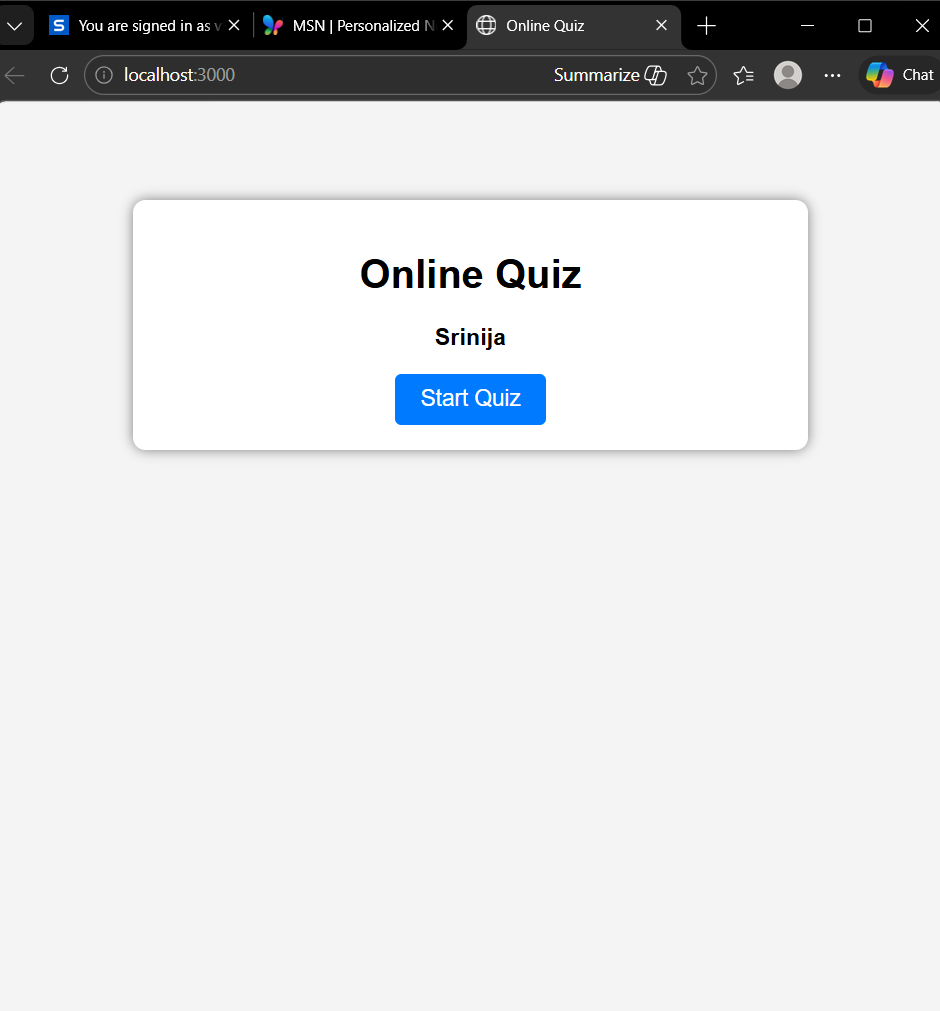 S You are signed in as v
MSN | Personalized N
Online Quiz
localhost:3000
Summarize
Chat
Online Quiz
Srinija
Start Quiz